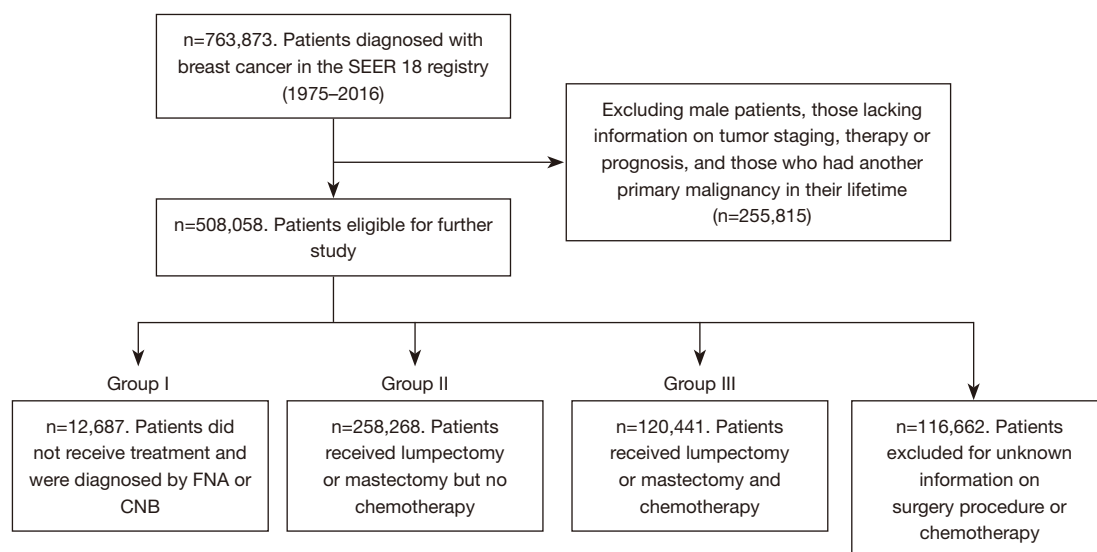 n=763,873. Patients diagnosed with
breast cancer in the SEER 18 registry
(1975–2016)
Excluding male patients, those lacking
information on tumor staging, therapy or
prognosis, and those who had another
primary malignancy in their lifetime
(n=255,815)
n=508,058. Patients eligible for further
study
Group I
n=12,687. Patients did
not receive treatment and
were diagnosed by FNA or
CNB
Group II
n=258,268. Patients
received lumpectomy
or mastectomy but no
chemotherapy
Group III
n=120,441. Patients
received lumpectomy
or mastectomy and
chemotherapy
n=116,662. Patients
excluded for unknown
information on
surgery procedure or
chemotherapy